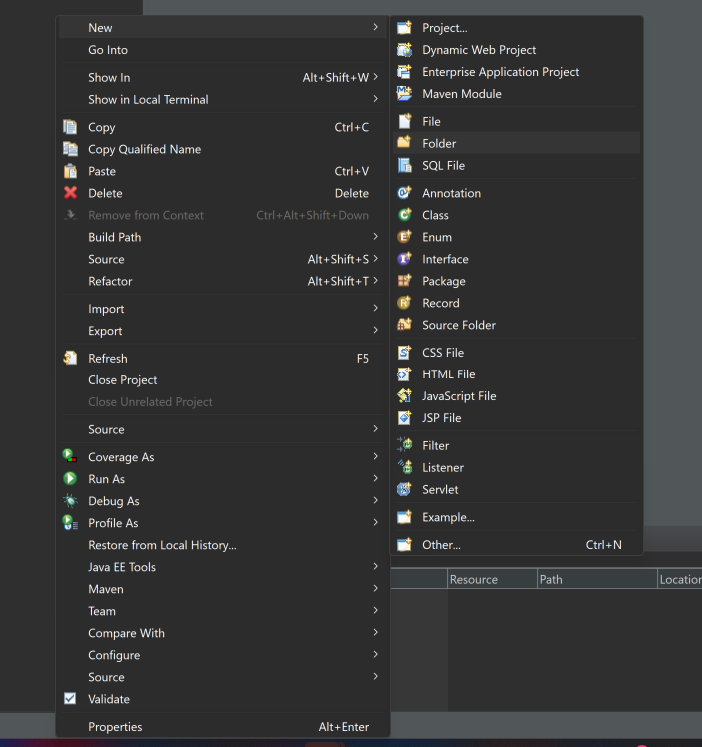 New
Go Into
Show In Alt+Shift+W
Show in Local Terminal
Copy Ctrl+C
Copy Qualified Name
Paste Ctrl+V
Delete Delete
Remove from Context Ctrl+Alt+Shift+Down
Build Path
Source Alt+Shift+S
Refactor Alt+Shift+T
Import
Export
Refresh F5
Close Project
Close Unrelated Project
Source
Coverage As
Run As
Debug As
Profile As
Restore from Local History...
Java EE Tools
Maven
Team
Compare With
Configure
Source
Validate
Properties Alt+Enter
Project...
Dynamic Web Project
Enterprise Application Project
Maven Module
File
Folder
SQL File
Annotation
Class
Enum
Interface
Package
Record
Source Folder
CSS File
HTML File
JavaScript File
JSP File
Filter
Listener
Servlet
Example...
Other... Ctrl+N
Resource Path Location